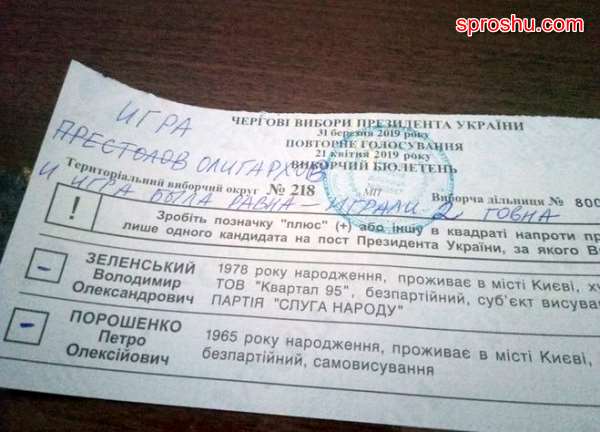 sproshu.com
ИГРА
ЧЕРГОВІ ВИБОРИ ПРЕЗИДЕНТА УКРАЇНИ
31 березня 2019 року
ПОВТОРНЕ ГОЛОСУВАННЯ
21 квітня 2019 року
ПРЕСТОЛОВ ОЛИГАРХОВ
ВИБОРЧИЙ БЮЛЕТЕНЬ
Територіальний виборчий округ № 218 МП Виборча дільниця № 800
И ИГРА БЫЛА РАВНА - ИГРАЛИ 2 ГОВНА
! Зробіть позначку "плюс" (+) або іншу в квадраті напроти пр
лише одного кандидата на пост Президента України, за якого В
- ЗЕЛЕНСЬКИЙ
Володимир
Олександрович
1978 року народження, проживає в місті Києві, ху
ТОВ "Квартал 95", безпартійний, суб'єкт висуван
ПАРТІЯ "СЛУГА НАРОДУ"
- ПОРОШЕНКО
Петро
Олексійович
1965 року народження, проживає в місті Києві,
безпартійний, самовисування